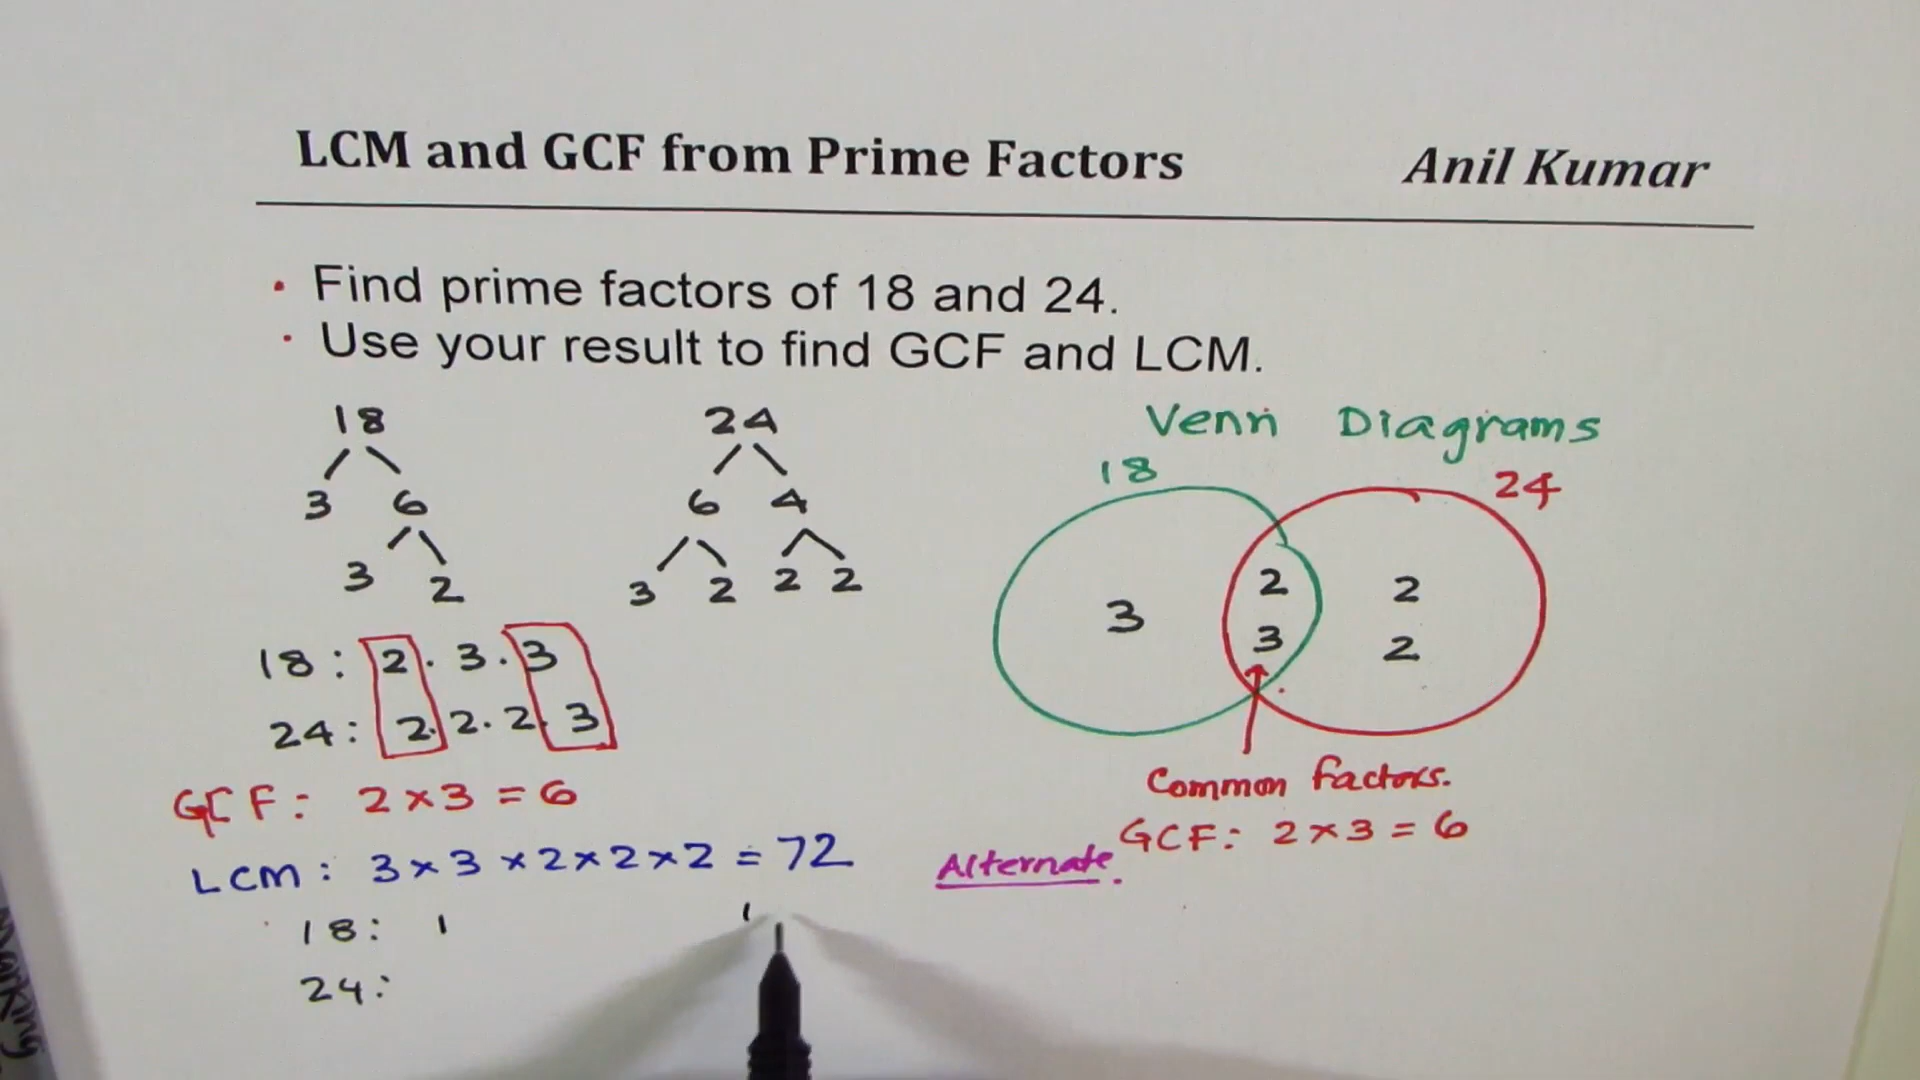 LCM and GCF from Prime Factors Anil Kumar
• Find prime factors of 18 and 24.
• Use your result to find GCF and LCM.
18
3 6
3 2
24
6 4
3 2 2 2
18 : 2 . 3 . 3
24 : 2 . 2 . 2 . 3
GCF : 2 × 3 = 6
LCM : 3 × 3 × 2 × 2 × 2 = 72
18 : 1 1
24 :
Venn Diagrams
18 24
3 2 2
3 2
Common factors.
GCF : 2 × 3 = 6
Alternate.